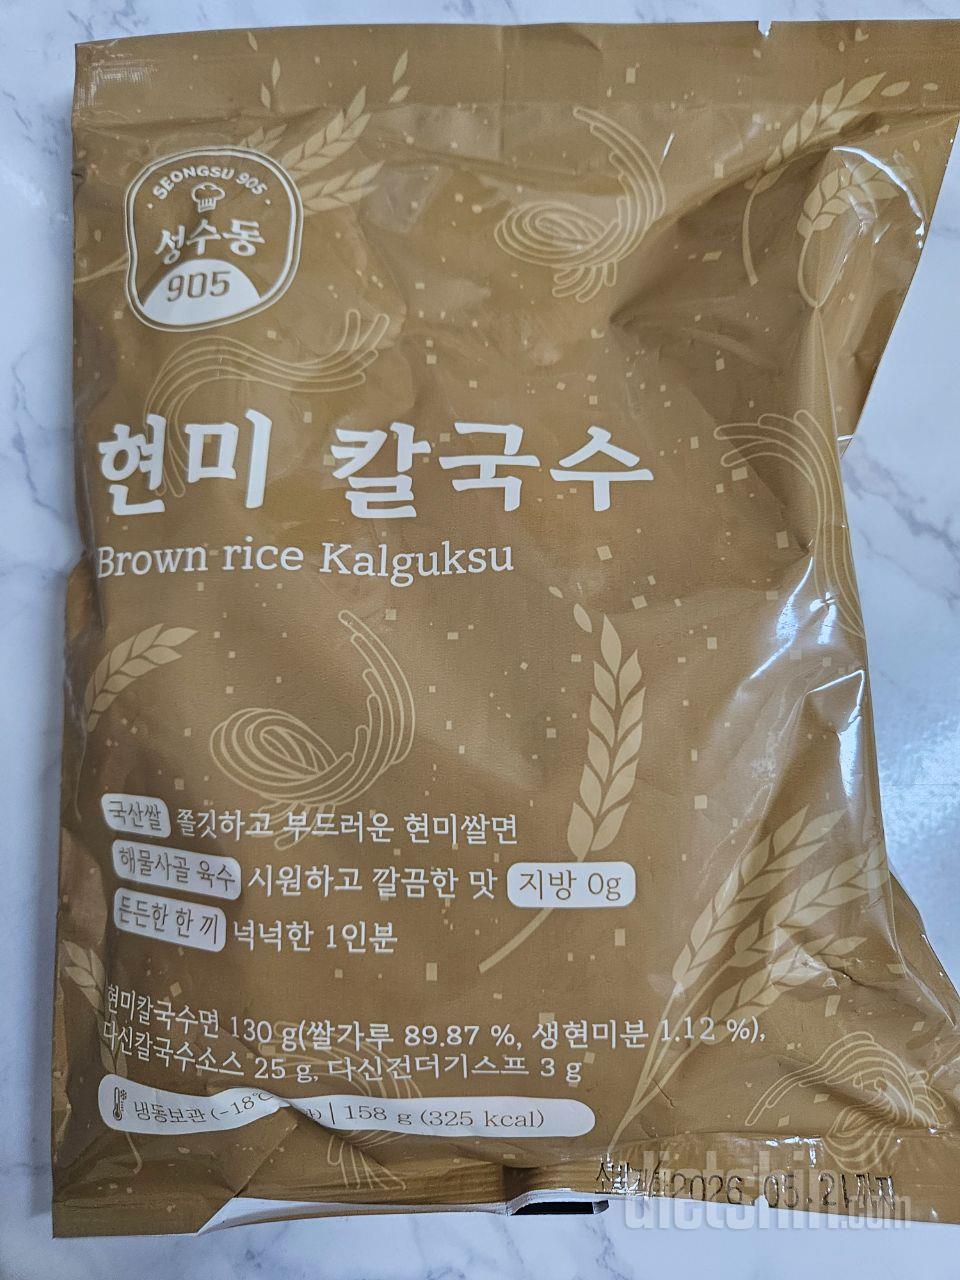 · SEONGSU 905 ·
성수동
905
현미 칼국수
Brown rice Kalguksu
국산쌀 쫄깃하고 부드러운 현미쌀면
해물사골 육수 시원하고 깔끔한 맛 지방 0g
든든한 한 끼 넉넉한 1인분
현미칼국수면 130 g(쌀가루 89.87 %, 생현미분 1.12 %),
다신칼국수소스 25 g, 다신건더기스프 3 g
냉동보관 (-18℃ | 158 g (325 kcal)
2026.05.
dietshin.com